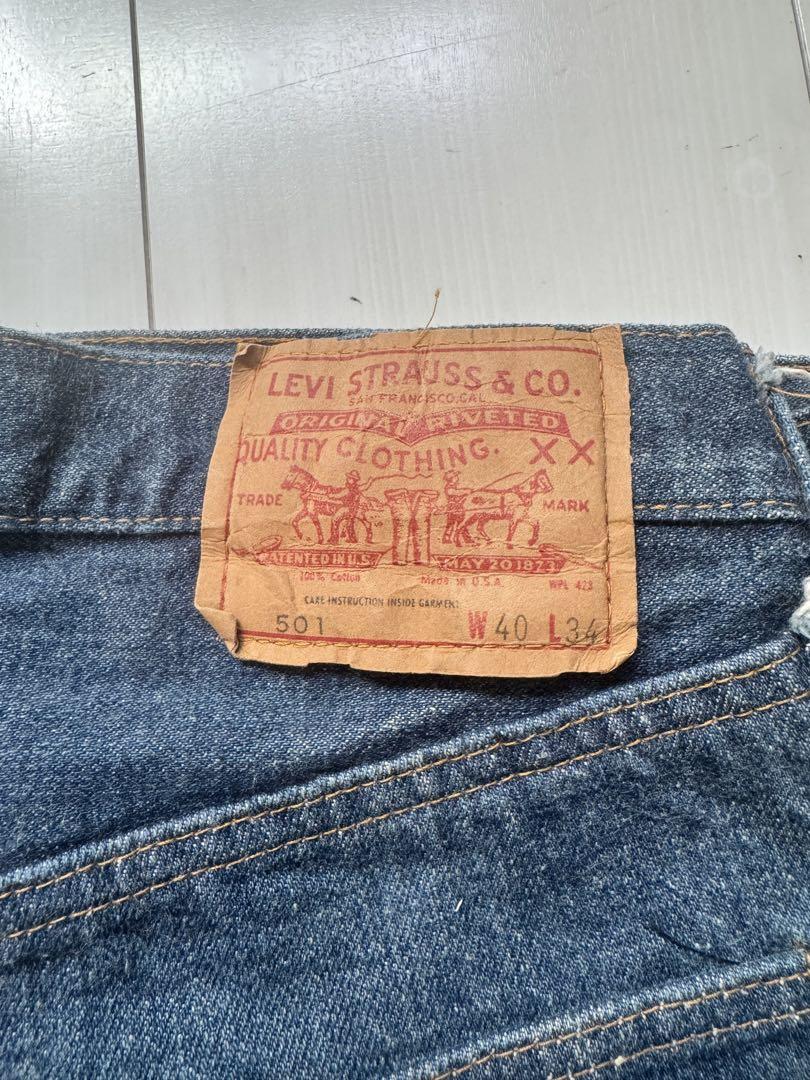 LEVI STRAUSS & CO.
SAN FRANCISCO, CAL.
ORIGINAL RIVETED
QUALITY CLOTHING. XX
TRADE MARK
PATENTED IN U.S. MAY 20 1873
100% Cotton Made in U.S.A. WPL 423
CARE INSTRUCTION INSIDE GARMENT
501 W 40 L 34